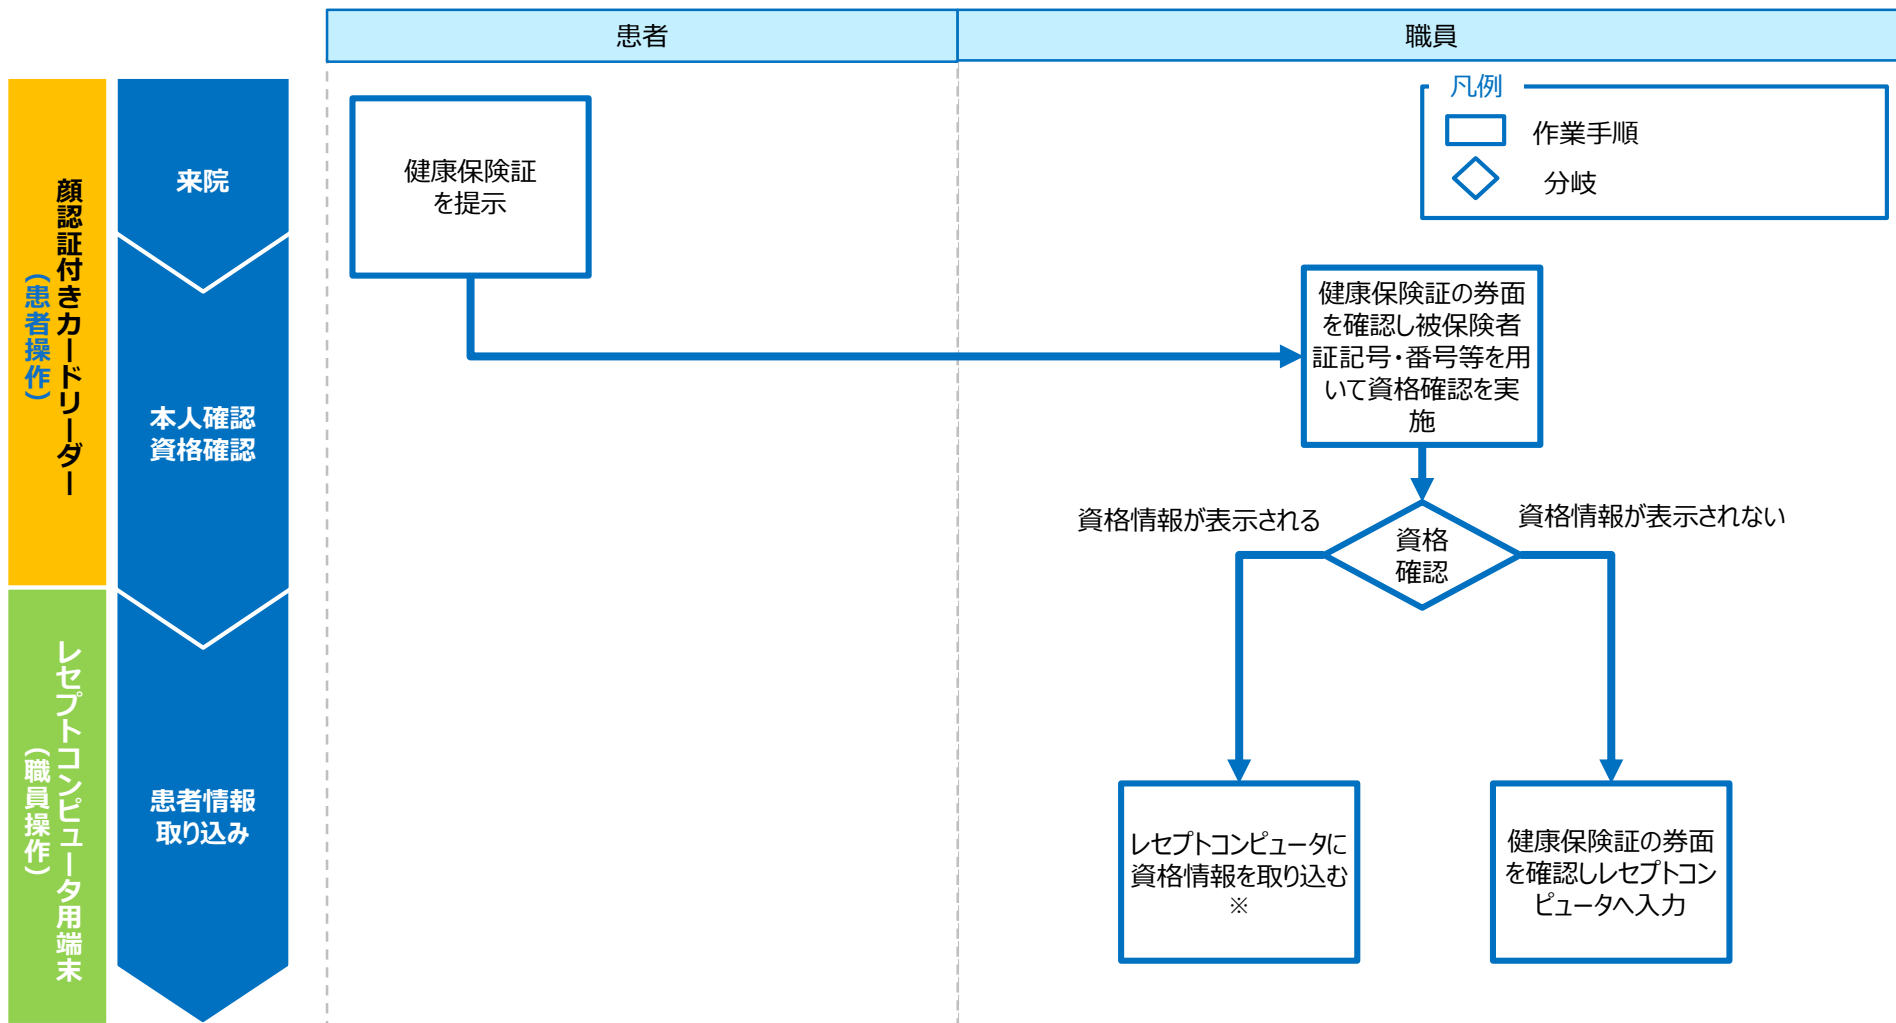 患者
職員
凡例
作業手順
分岐
顔認証付きカードリーダー
（患者操作）
レセプトコンピュータ用端末
（職員操作）
来院
本人確認
資格確認
患者情報
取り込み
健康保険証
を提示
健康保険証の券面
を確認し被保険者
証記号・番号等を用
いて資格確認を実
施
資格情報が表示される
資格情報が表示されない
資格
確認
レセプトコンピュータに
資格情報を取り込む
※
健康保険証の券面
を確認しレセプトコン
ピュータへ入力